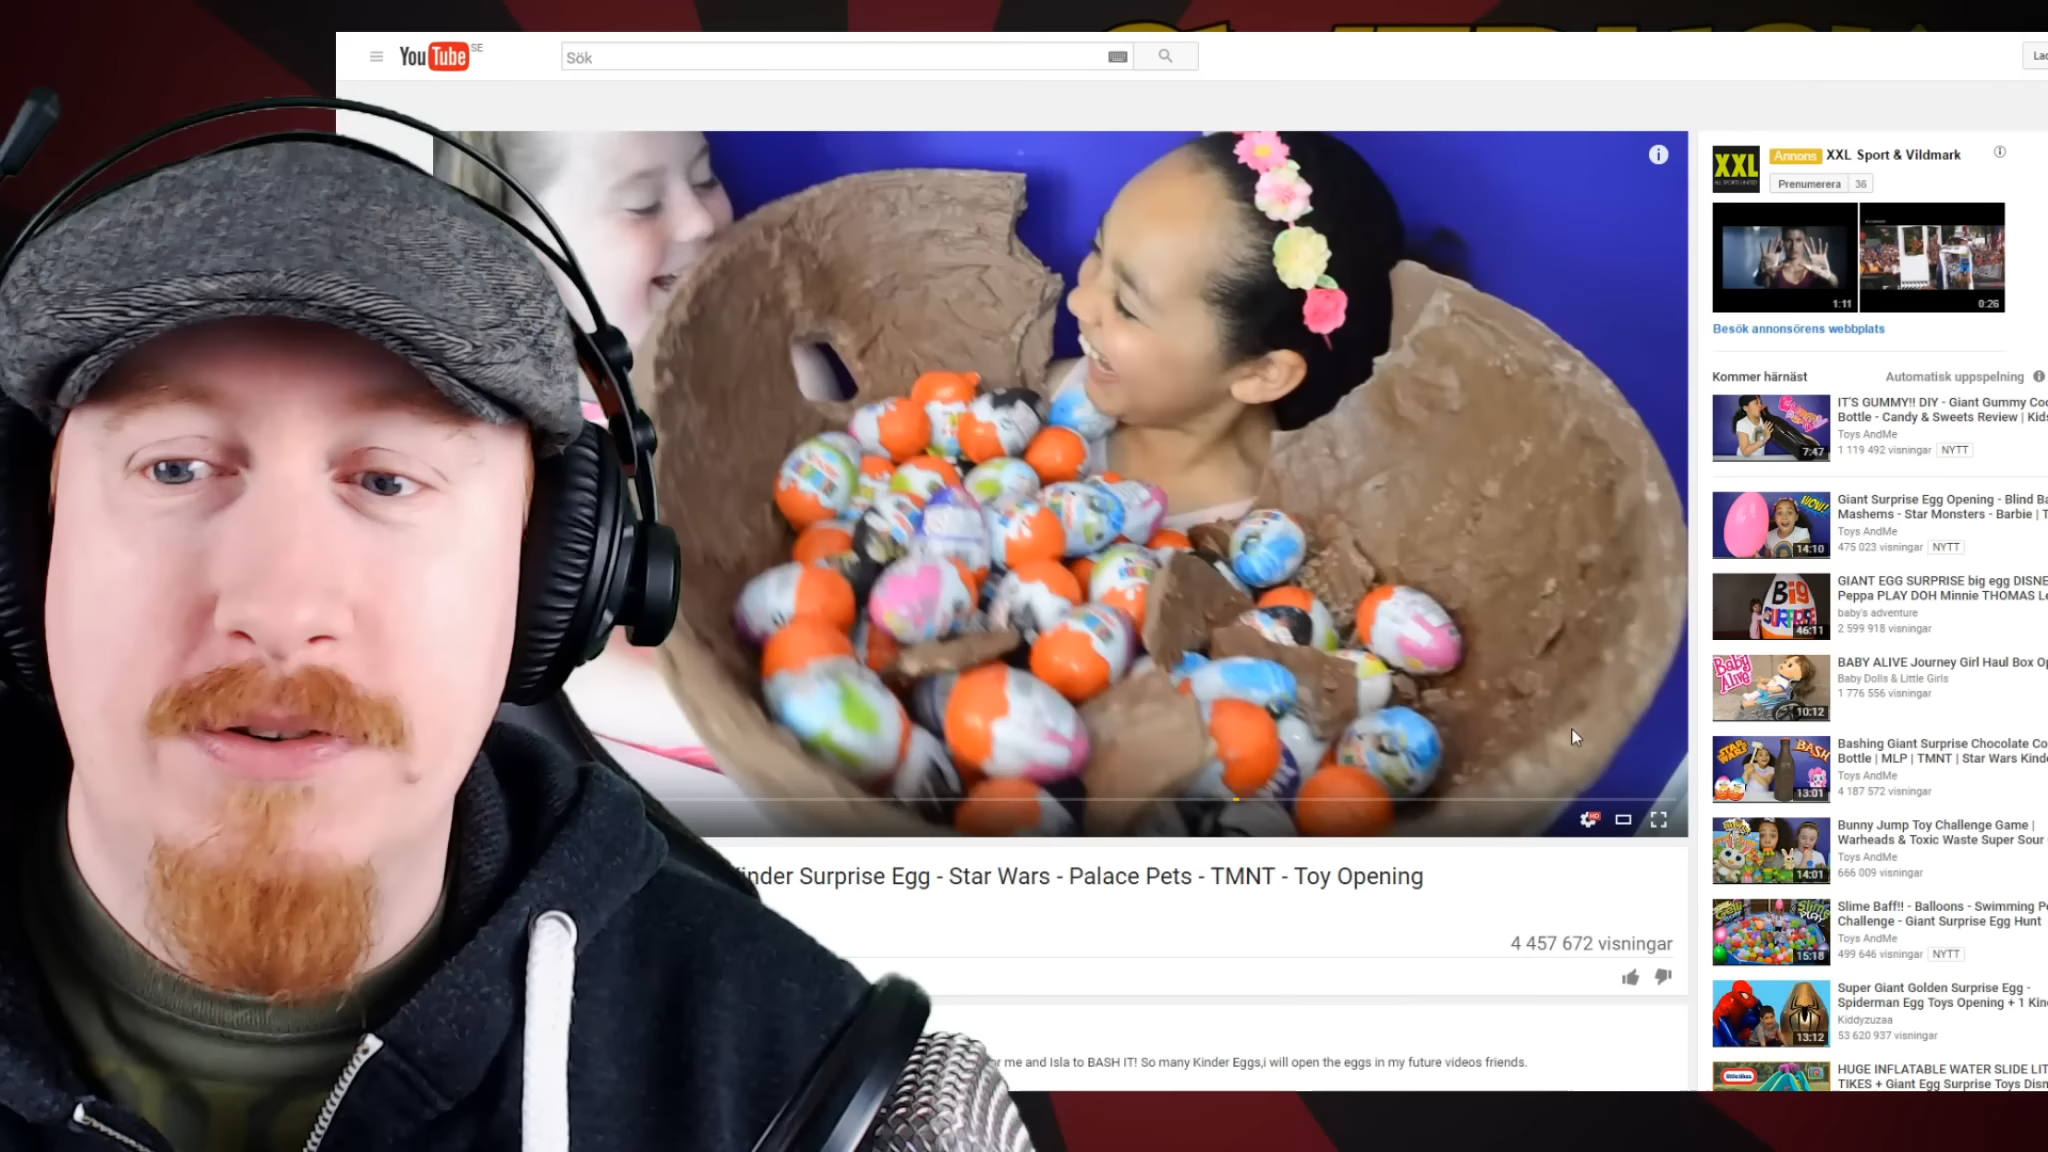 YouTube SE
Sök
XXL
Annons XXL Sport & Vildmark
Prenumerera 36
1:11
0:26
Besök annonsörens webbplats
Kommer härnäst
Automatisk uppspelning
IT'S GUMMY!! DIY - Giant Gummy
Bottle - Candy & Sweets Review |
Toys AndMe
1 119 492 visningar NYTT
7:47
Giant Surprise Egg Opening - Blind
Mashems - Star Monsters - Barbie |
Toys AndMe
475 023 visningar NYTT
WOW!
14:10
GIANT EGG SURPRISE big egg
Peppa PLAY DOH Minnie THOMAS
baby's adventure
2 599 918 visningar
Big
SURPRISE
46:11
BABY ALIVE Journey Girl Haul Box
Baby Dolls & Little Girls
1 776 556 visningar
Baby
Alive
10:12
Bashing Giant Surprise Chocolate
Bottle | MLP | TMNT | Star Wars
Toys AndMe
4 187 572 visningar
STAR
WARS
BASH
13:01
Bunny Jump Toy Challenge Game |
Warheads & Toxic Waste Super Sour
Toys AndMe
666 009 visningar
14:01
Slime Baff!! - Balloons - Swimming
Challenge - Giant Surprise Egg Hunt
Toys AndMe
499 646 visningar NYTT
15:18
Super Giant Golden Surprise Egg -
Spiderman Egg Toys Opening + 1
Kiddyzuzaa
53 620 937 visningar
13:12
HUGE INFLATABLE WATER SLIDE
TIKES + Giant Egg Surprise Toys
Surprise Egg - Star Wars - Palace Pets - TMNT - Toy Opening
4 457 672 visningar
me and Isla to BASH IT! So many Kinder Eggs,i will open the eggs in my future videos friends.